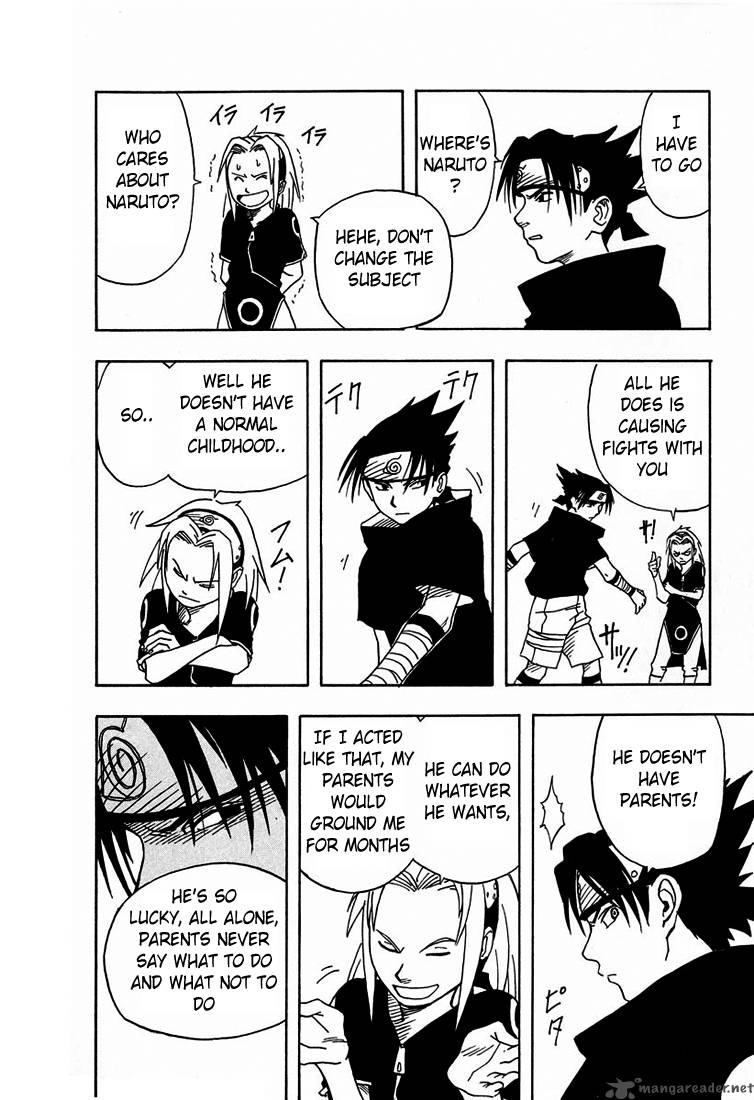 I
HAVE
TO GO
WHERE'S
NARUTO
?
HEHE, DON'T
CHANGE THE
SUBJECT
イラ
イラ
イラ
WHO
CARES
ABOUT
NARUTO?
ALL HE
DOES IS
CAUSING
FIGHTS WITH
YOU
ザ!
ザッ!!
テク
テク
WELL HE
DOESN'T HAVE
A NORMAL
CHILDHOOD..
SO..
フム!
HE DOESN'T
HAVE
PARENTS!
ピタ
HE CAN DO
WHATEVER
HE WANTS,
IF I ACTED
LIKE THAT, MY
PARENTS
WOULD
GROUND ME
FOR MONTHS
HE'S SO
LUCKY, ALL ALONE,
PARENTS NEVER
SAY WHAT TO DO
AND WHAT NOT TO
DO
mangareader.net